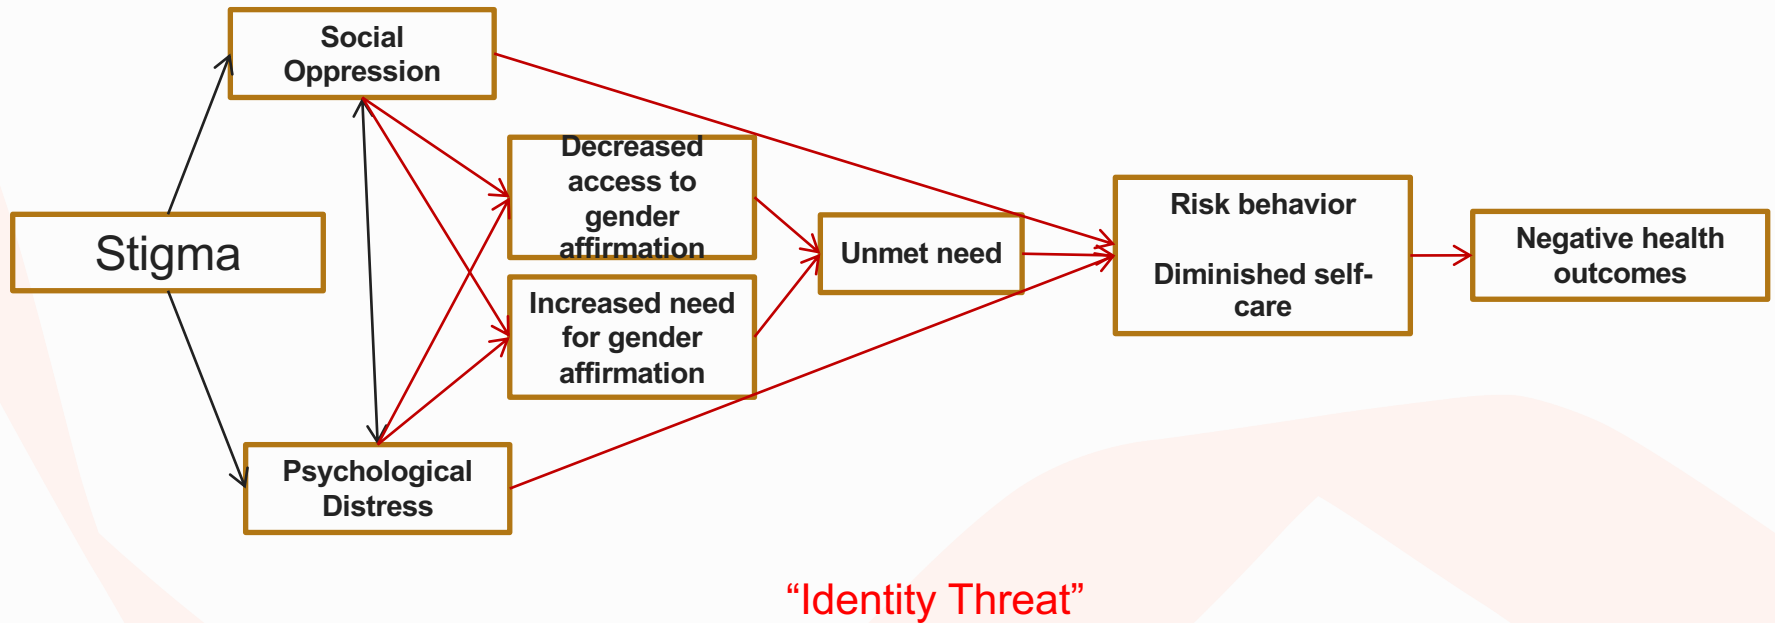 Social
Oppression
Decreased
access to
gender
affirmation
Stigma
Unmet need
Risk behavior
Diminished self-
care
Negative health
outcomes
Increased need
for gender
affirmation
Psychological
Distress
“Identity Threat”